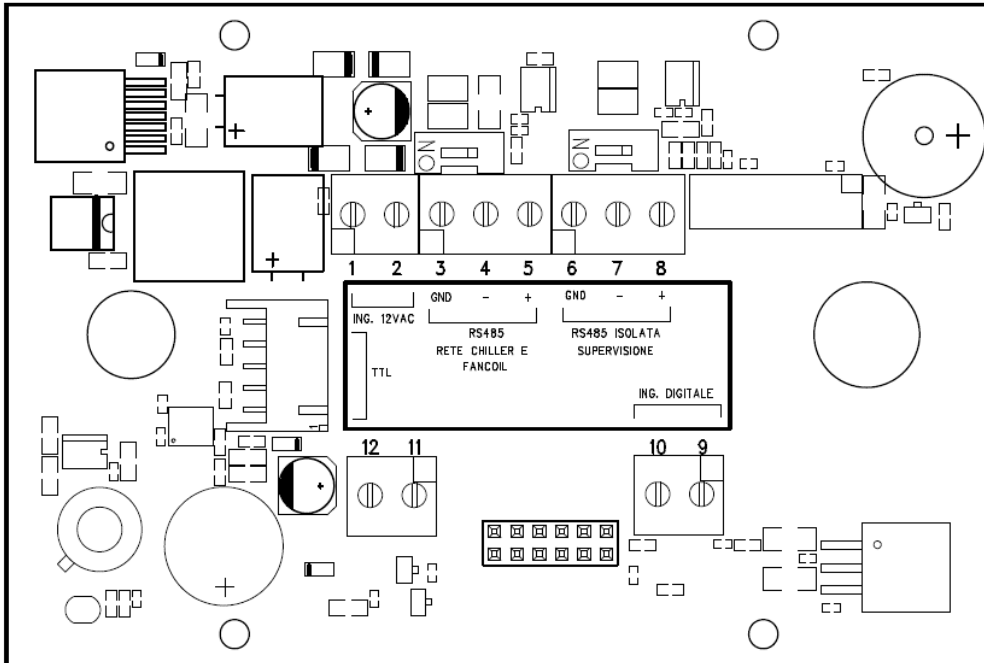 ON ON
1 2 3 4 5 6 7 8
GND - + GND - +
ING. 12VAC
RS485 RS485 ISOLATA
RETE CHILLER E SUPERVISIONE
FANCOIL
TTL
ING. DIGITALE
1
12 11 10 9